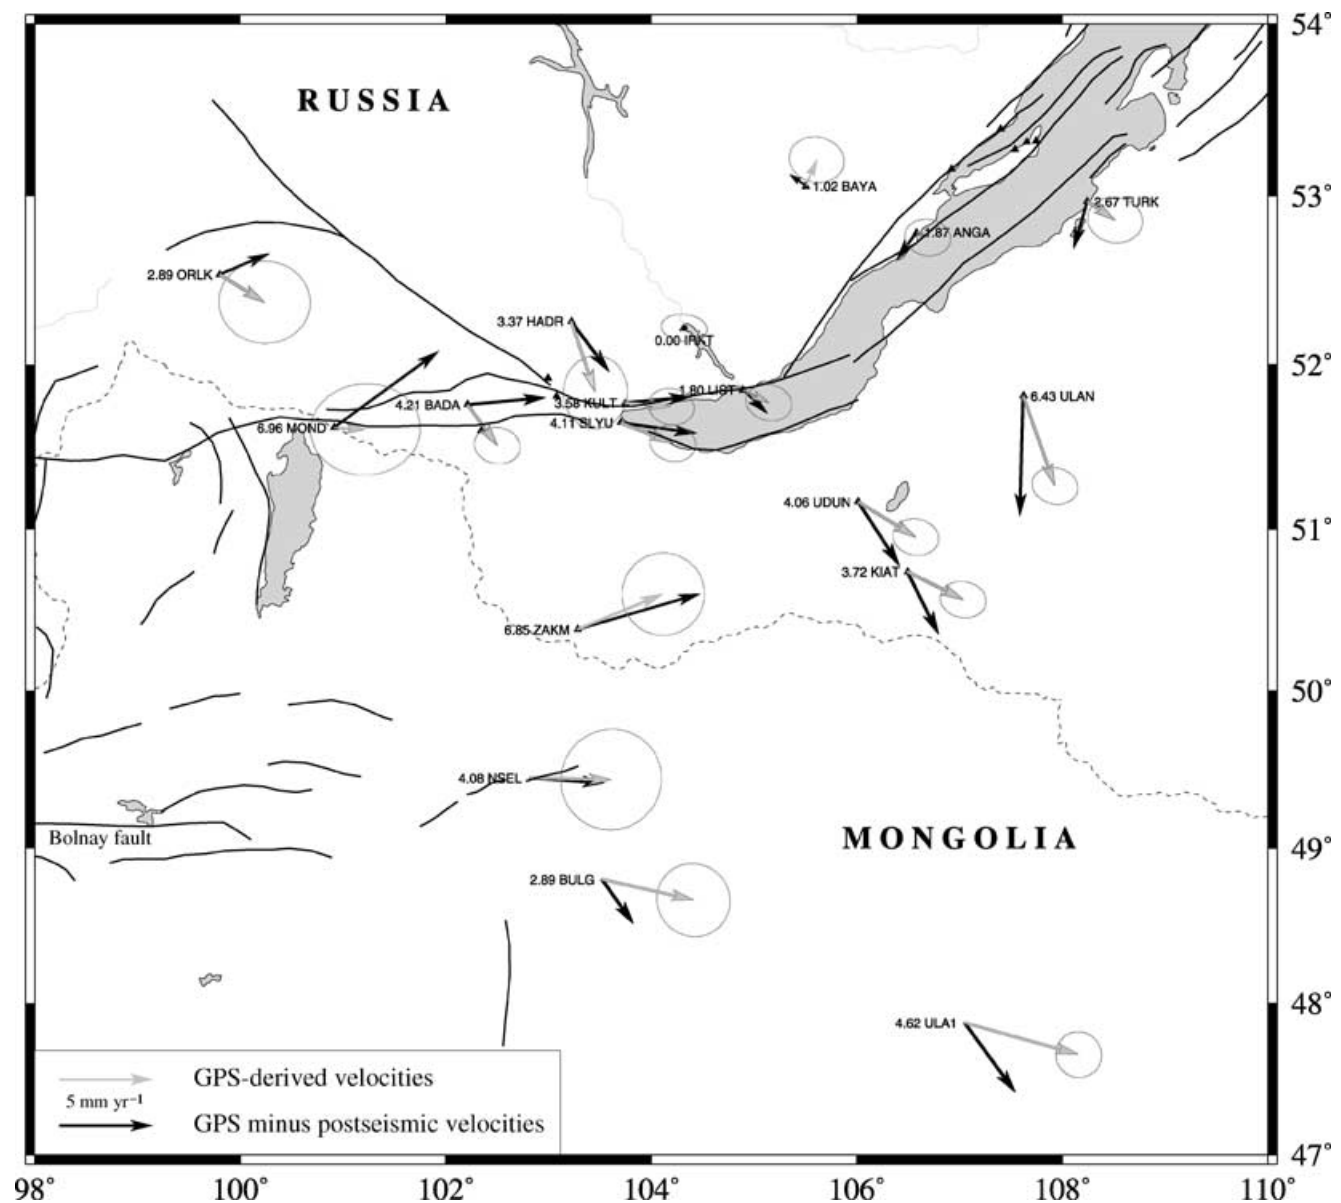 54°
RUSSIA
1.02 BAYA
53°
2.67 TURK
1.87 ANGA
2.89 ORLK
3.37 HADR
0.00 IRKT
52°
1.80 LIST
6.43 ULAN
4.21 BADA
3.58 KULT
4.11 SLYU
6.96 MOND
4.06 UDUN
51°
3.72 KIAT
6.85 ZAKM
50°
4.08 NSEL
Bolnay fault
MONGOLIA
49°
2.89 BULG
48°
4.62 ULA1
GPS-derived velocities
5 mm yr⁻¹
GPS minus postseismic velocities
47°
98° 100° 102° 104° 106° 108° 110°